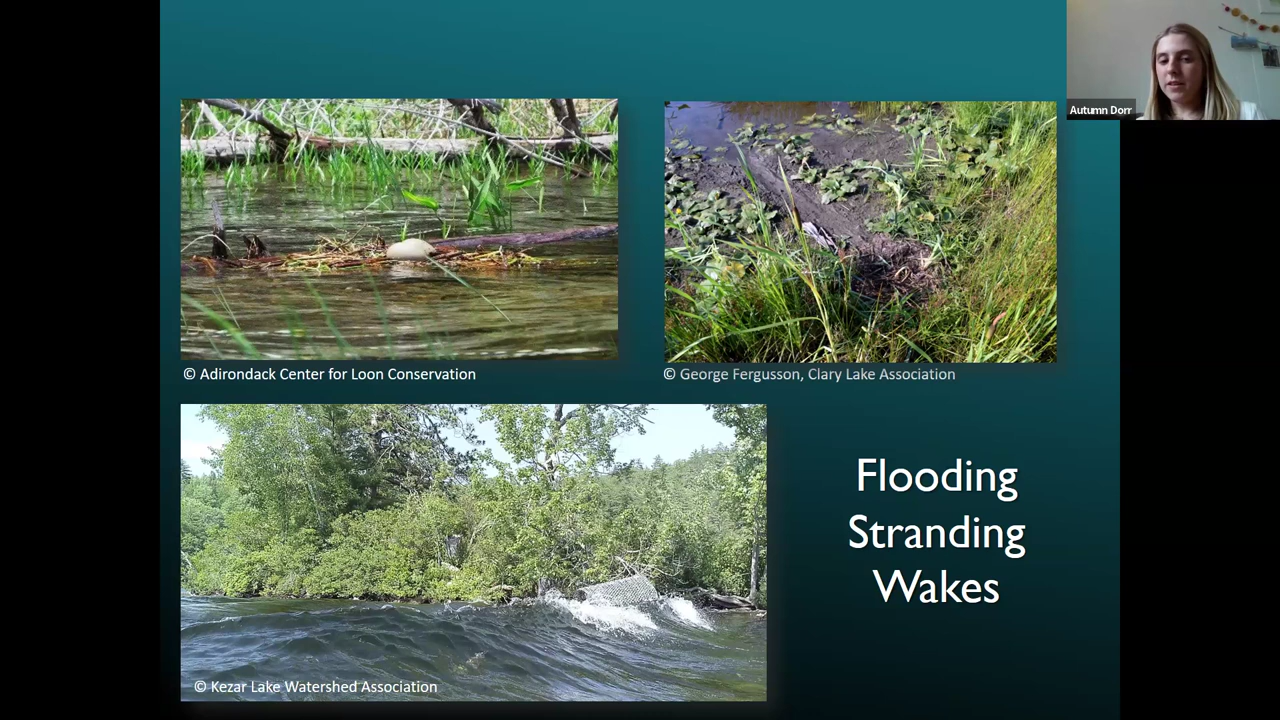 Autumn Dorr
© Adirondack Center for Loon Conservation
© George Fergusson, Clary Lake Association
Flooding
Stranding
Wakes
© Kezar Lake Watershed Association